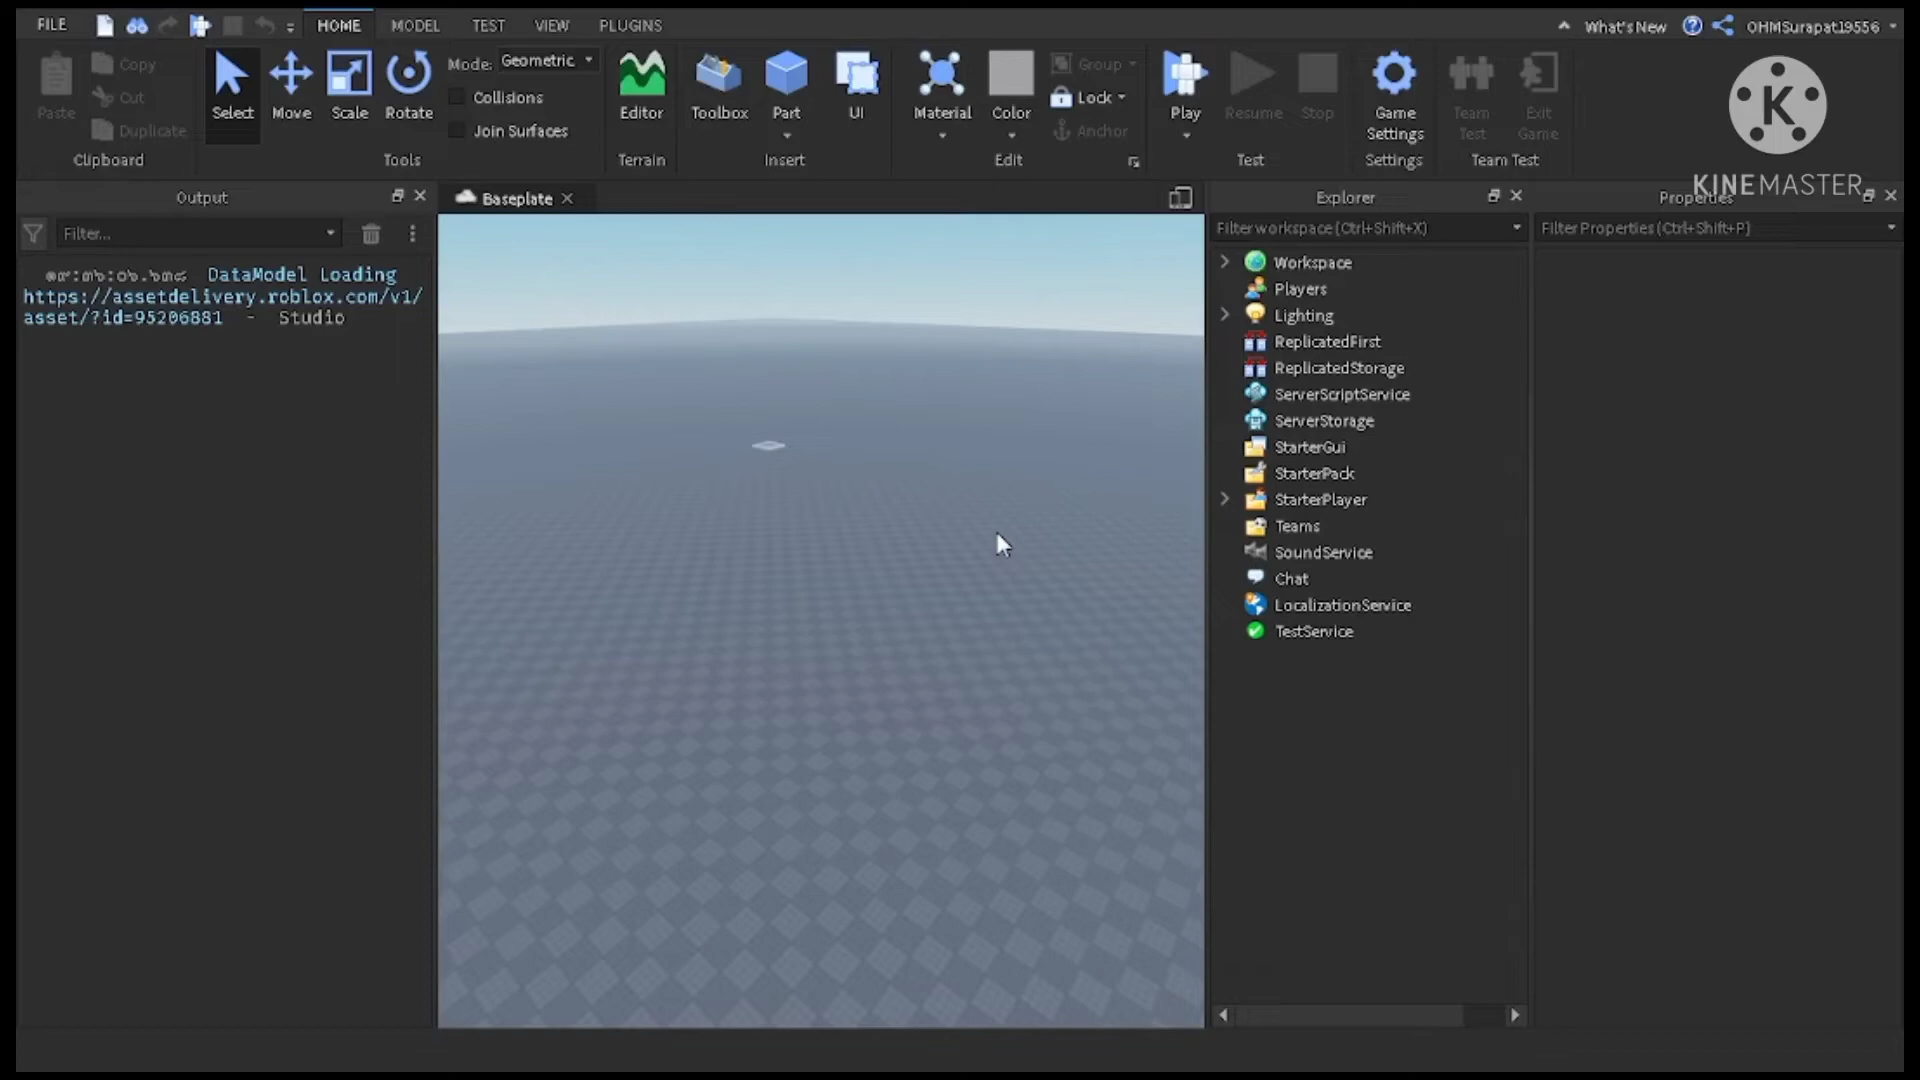 FILE
HOME
MODEL
TEST
VIEW
PLUGINS
What's New
OHMSurapat19556
Paste
Copy
Cut
Duplicate
Clipboard
Select
Move
Scale
Rotate
Mode: Geometric
Collisions
Join Surfaces
Tools
Editor
Terrain
Toolbox
Part
UI
Insert
Material
Color
Group
Lock
Anchor
Edit
Play
Resume
Stop
Test
Game
Settings
Settings
Team
Test
Exit
Game
Team Test
K
KINEMASTER
Output
Filter...
DataModel Loading
https://assetdelivery.roblox.com/v1/
asset/?id=95206881 - Studio
Baseplate
Explorer
Filter workspace (Ctrl+Shift+X)
Workspace
Players
Lighting
ReplicatedFirst
ReplicatedStorage
ServerScriptService
ServerStorage
StarterGui
StarterPack
StarterPlayer
Teams
SoundService
Chat
LocalizationService
TestService
Properties
Filter Properties (Ctrl+Shift+P)